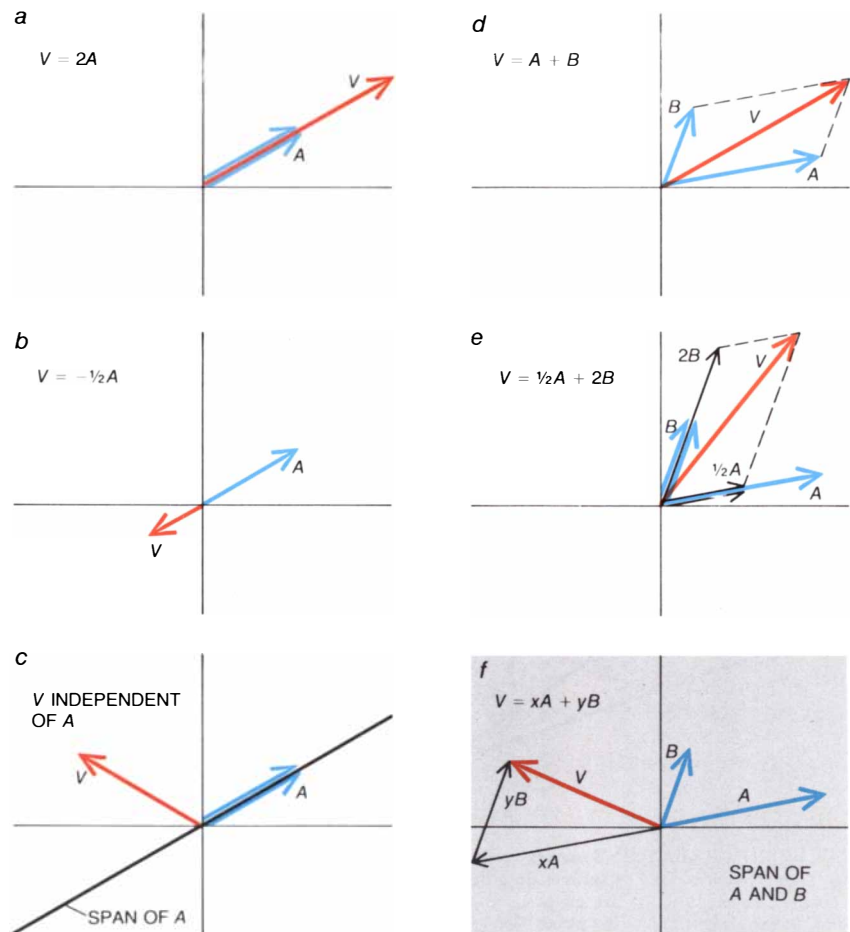 a
V = 2A
V
A
b
V = -½A
A
V
c
V INDEPENDENT
OF A
V
A
SPAN OF A
d
V = A + B
B
V
A
e
V = ½A + 2B
2B
V
B
½A
A
f
V = xA + yB
B
V
A
yB
xA
SPAN OF
A AND B